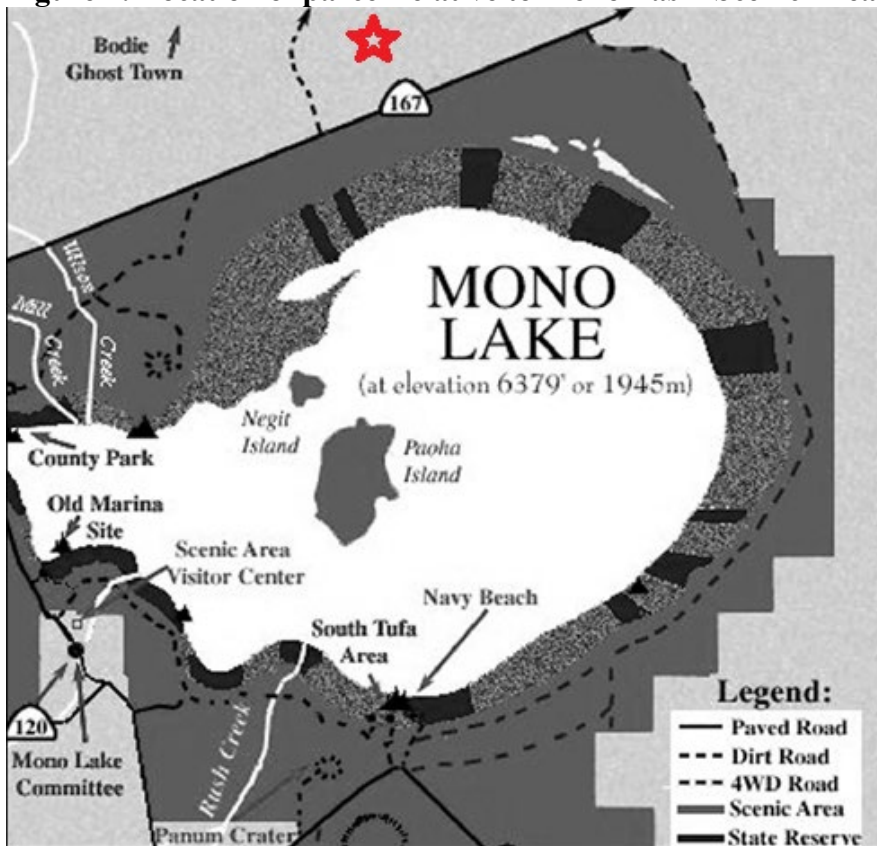 Bodie
Ghost Town
167
Wilson
Creek
Mill
Creek
MONO
LAKE
(at elevation 6379' or 1945m)
Negit
Island
Paoha
Island
County Park
Old Marina
Site
Scenic Area
Visitor Center
Navy Beach
South Tufa
Area
120
Mono Lake
Committee
Rush Creek
Panum Crater
Legend:
Paved Road
Dirt Road
4WD Road
Scenic Area
State Reserve